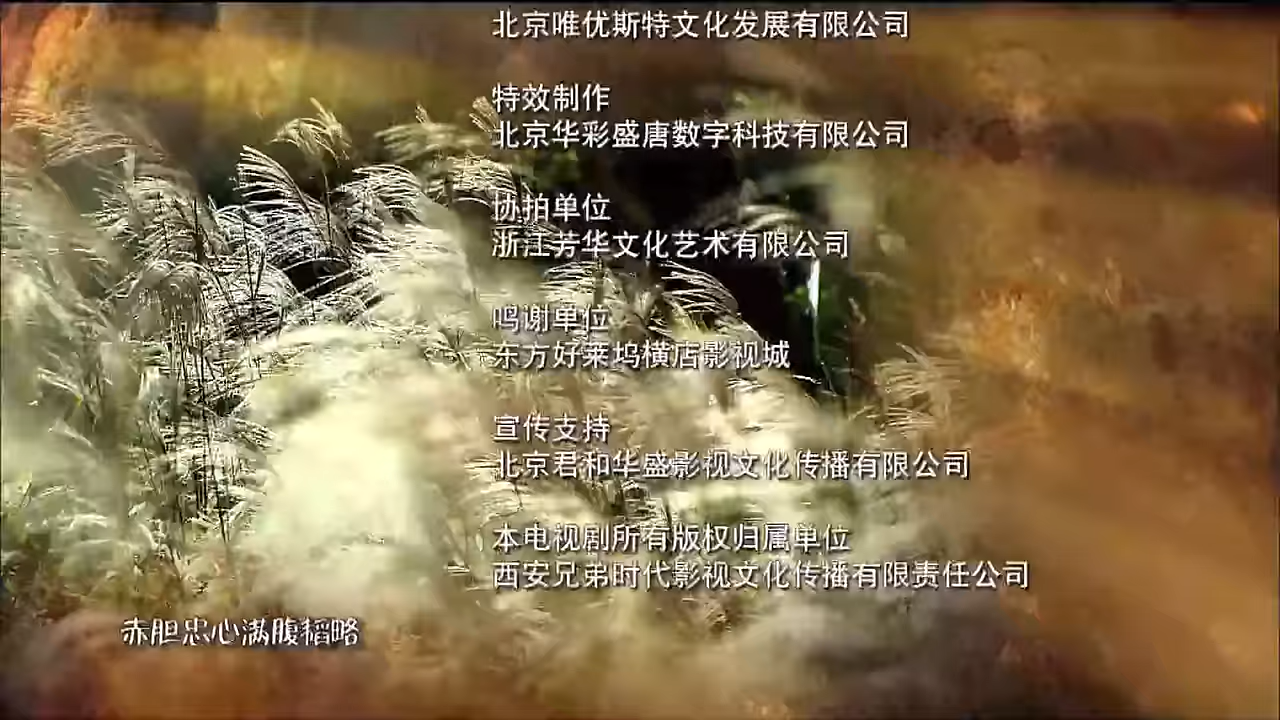 北京唯优斯特文化发展有限公司
特效制作
北京华彩盛唐数字科技有限公司
协拍单位
浙江芳华文化艺术有限公司
鸣谢单位
东方好莱坞横店影视城
宣传支持
北京君和华盛影视文化传播有限公司
本电视剧所有版权归属单位
西安兄弟时代影视文化传播有限责任公司
赤胆忠心满腹韬略